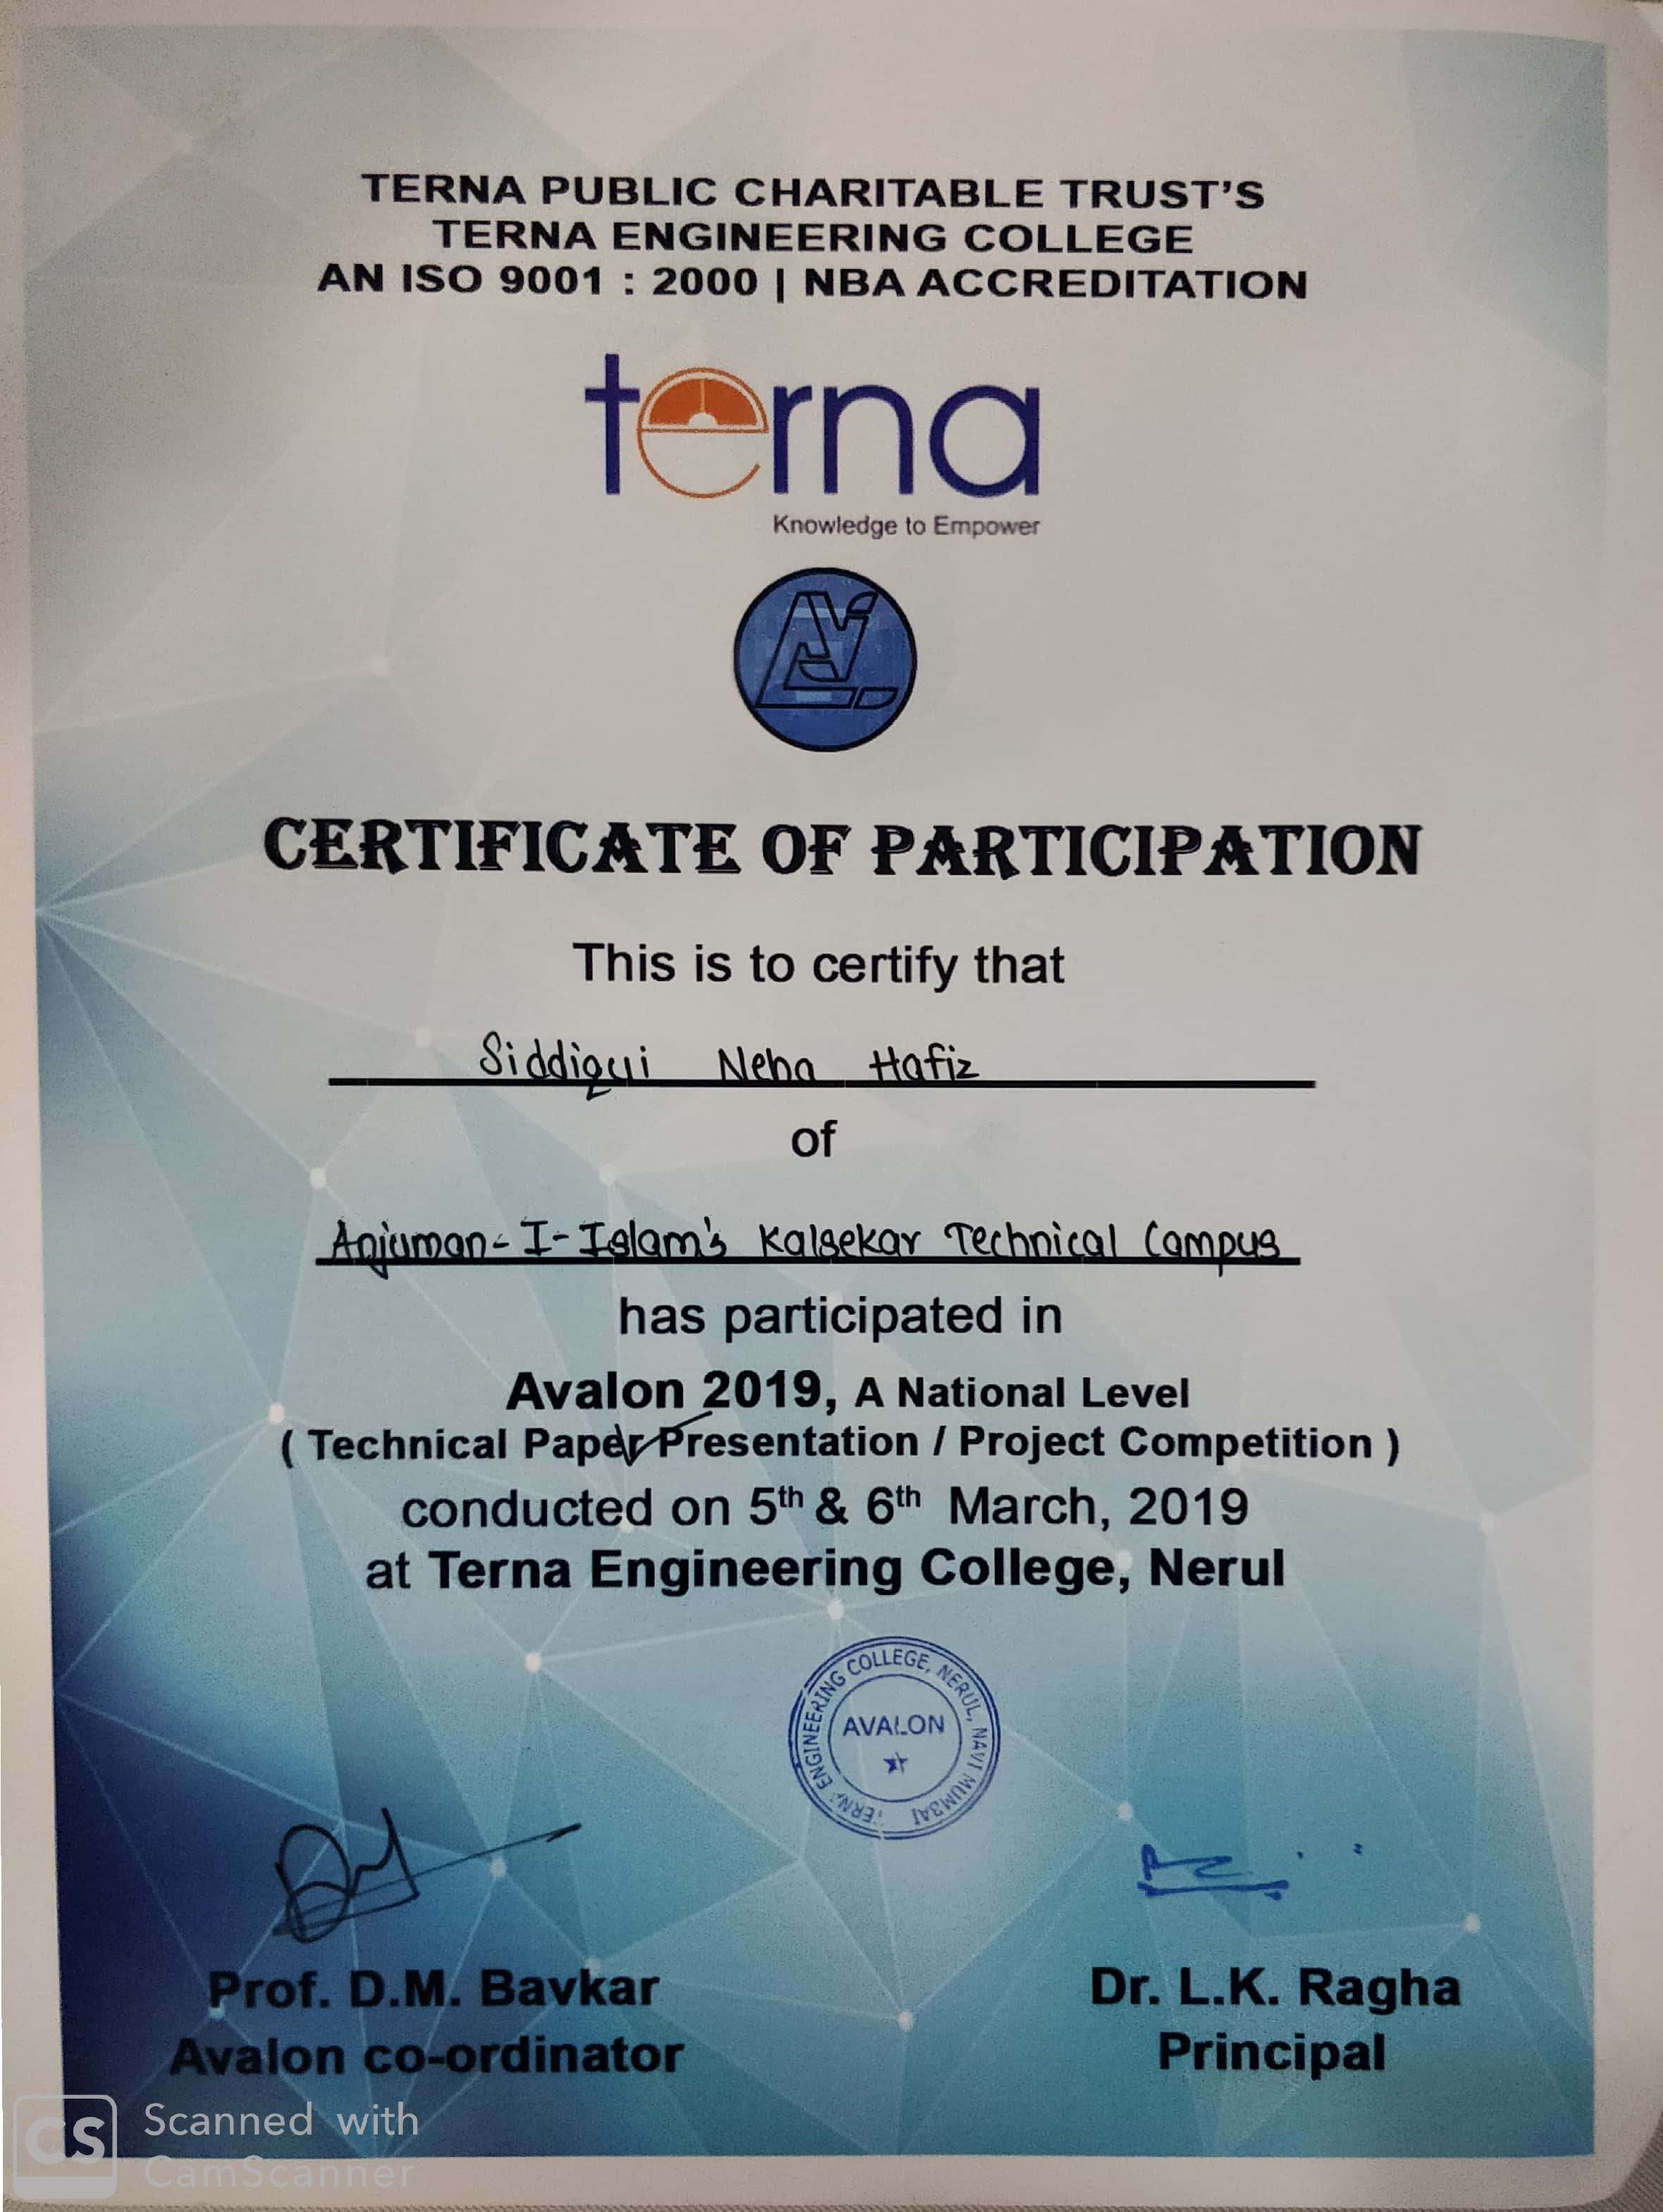 TERNA PUBLIC CHARITABLE TRUST'S
TERNA ENGINEERING COLLEGE
AN ISO 9001 : 2000 | NBA ACCREDITATION
terna
Knowledge to Empower
CERTIFICATE OF PARTICIPATION
This is to certify that
Siddiqui Neha Hafiz
of
Anjuman-I-Islam's Kalsekar Technical Campus
has participated in
Avalon 2019, A National Level
( Technical Paper Presentation / Project Competition )
conducted on 5th & 6th March, 2019
at Terna Engineering College, Nerul
TERNA ENGINEERING COLLEGE, NERUL, NAVI MUMBAI
AVALON
Prof. D.M. Bavkar
Avalon co-ordinator
Dr. L.K. Ragha
Principal
CS
Scanned with
CamScanner